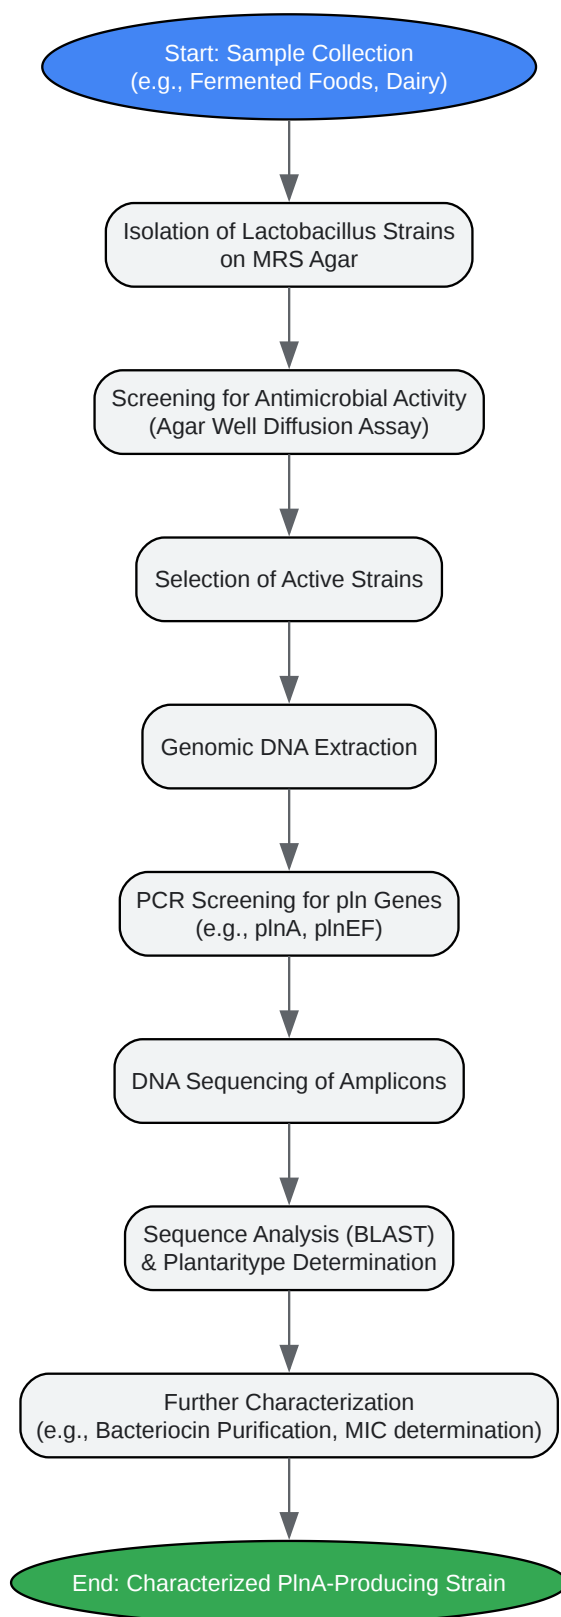 Start: Sample Collection
(e.g., Fermented Foods, Dairy)
Isolation of Lactobacillus Strains
on MRS Agar
Screening for Antimicrobial Activity
(Agar Well Diffusion Assay)
Selection of Active Strains
Genomic DNA Extraction
PCR Screening for pln Genes
(e.g., plnA, plnEF)
DNA Sequencing of Amplicons
Sequence Analysis (BLAST)
& Plantaritype Determination
Further Characterization
(e.g., Bacteriocin Purification, MIC determination)
End: Characterized PlnA-Producing Strain